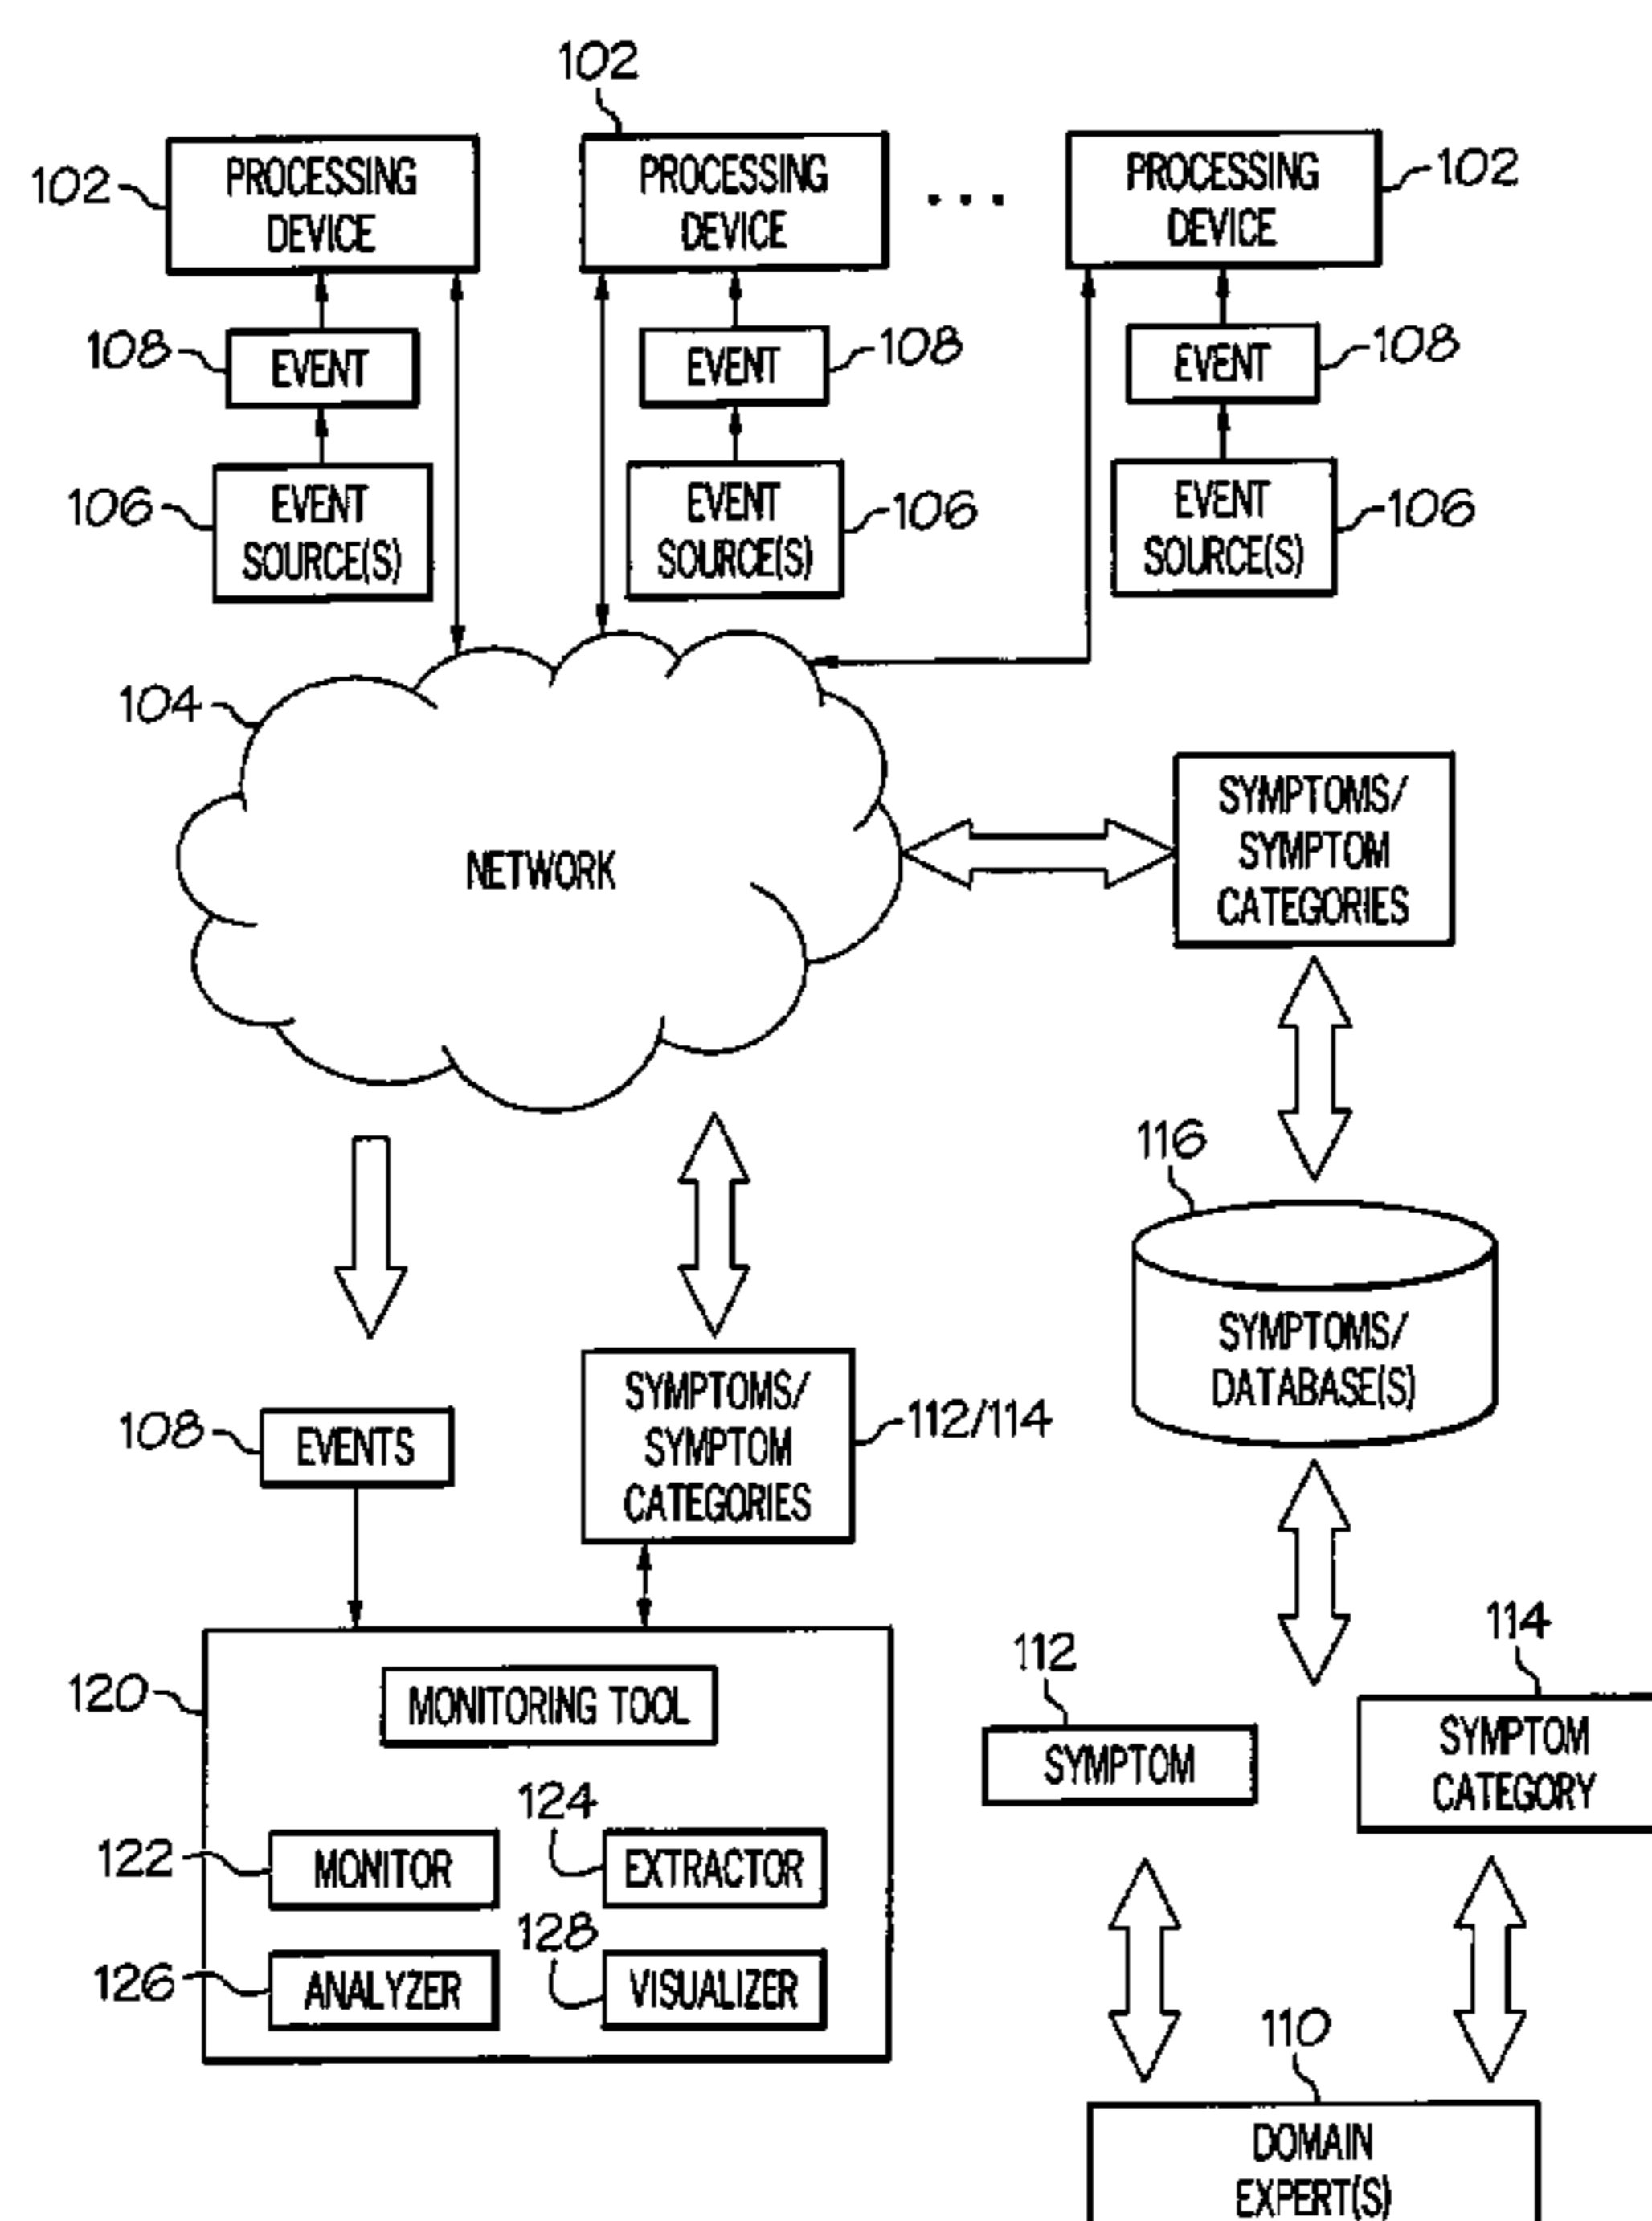 102
102
PROCESSING
DEVICE
PROCESSING
DEVICE
...
PROCESSING
DEVICE
102
108
EVENT
EVENT
108
EVENT
108
106
EVENT
SOURCE(S)
EVENT
SOURCE(S)
106
EVENT
SOURCE(S)
106
104
NETWORK
SYMPTOMS/
SYMPTOM
CATEGORIES
116
SYMPTOMS/
DATABASE(S)
108
EVENTS
SYMPTOMS/
SYMPTOM
CATEGORIES
112/114
120
MONITORING TOOL
122
MONITOR
124
EXTRACTOR
126
ANALYZER
128
VISUALIZER
112
SYMPTOM
114
SYMPTOM
CATEGORY
110
DOMAIN
EXPERT(S)